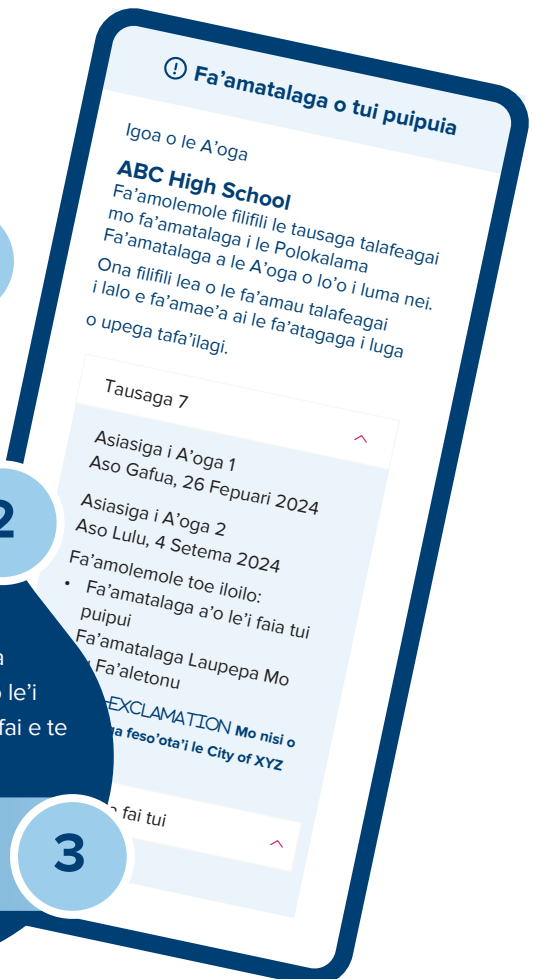 Fa'amatalaga o tui puipuia
Igoa o le A'oga
ABC High School
Fa'amolemole filifili le tausaga talafeagai
mo fa'amatalaga i le Polokalama
Fa'amatalaga a le A'oga o lo'o i luma nei.
Ona filifili lea o le fa'amau talafeagai
i lalo e fa'amae'a ai le fa'atagaga i luga
o upega tafa'ilagi.
Tausaga 7
Asiasiga i A'oga 1
Aso Gafua, 26 Fepuari 2024
Asiasiga i A'oga 2
Aso Lulu, 4 Setema 2024
Fa'amolemole toe iloilo:
• Fa'amatalaga a'o le'i faia tui
puipui
Fa'amatalaga Laupepa Mo
Fa'aletonu
EXCLAMATION Mo nisi o
feso'ota'i le City of XYZ
fai tui
2
le'i
fai e te
3